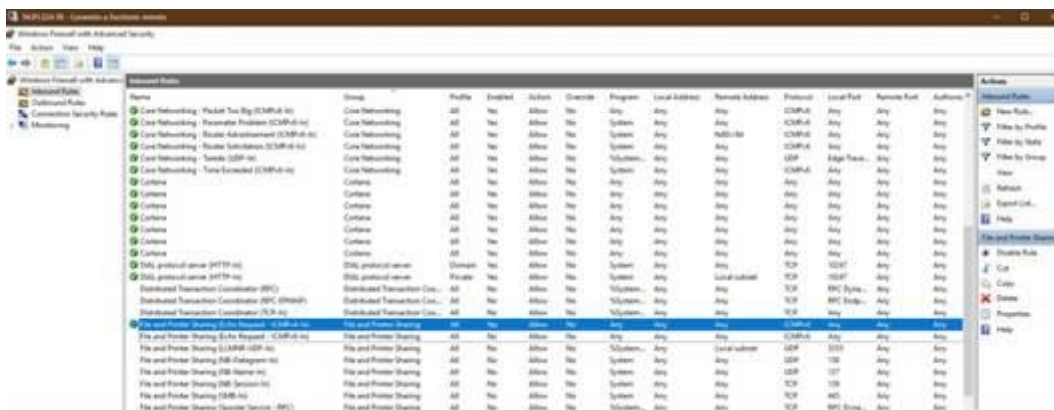 Windows Firewall with Advanced Security
File Action View Help
Windows Firewall with Advanc
Inbound Rules
Outbound Rules
Connection Security Rules
Monitoring
Inbound Rules
Name Group Profile Enabled Action Override Program Local Address Remote Address Protocol Local Port Remote Port Authorize
Core Networking - Packet Too Big (ICMPv6-In) Core Networking All Yes Allow No Any Any Any ICMPv6 Any Any Any
Core Networking - Parameter Problem (ICMPv6-In) Core Networking All Yes Allow No System Any Any ICMPv6 Any Any Any
Core Networking - Router Advertisement (ICMPv6-In) Core Networking All Yes Allow No System Any ICMPv6 Any Any Any
Core Networking - Router Solicitation (ICMPv6-In) Core Networking All Yes Allow No System Any Any ICMPv6 Any Any Any
Core Networking - Teredo (UDP-In) Core Networking All Yes Allow No Any Any UDP Edge Trave... Any Any
Core Networking - Time Exceeded (ICMPv6-In) Core Networking All Yes Allow No System Any Any ICMPv6 Any Any Any
Cortana Cortana All Yes Allow No Any Any Any Any Any Any Any
Cortana Cortana All Yes Allow No Any Any Any Any Any Any Any
Cortana Cortana All Yes Allow No Any Any Any Any Any Any Any
Cortana Cortana All Yes Allow No Any Any Any Any Any Any Any
Cortana Cortana All Yes Allow No Any Any Any Any Any Any Any
Cortana Cortana All Yes Allow No Any Any Any Any Any Any Any
Cortana Cortana All Yes Allow No Any Any Any Any Any Any Any
DIAL protocol server (HTTP-In) DIAL protocol server Domain Yes Allow No System Any Any TCP 10247 Any Any
DIAL protocol server (HTTP-In) DIAL protocol server Private Yes Allow No System Any Local subnet TCP 10247 Any Any
Distributed Transaction Coordinator (RPC) Distributed Transaction Coo... All No Allow No Any Any TCP RPC Dyna... Any Any
Distributed Transaction Coordinator (RPC-EPMAP) Distributed Transaction Coo... All No Allow No Any Any TCP RPC Endp... Any Any
Distributed Transaction Coordinator (TCP-In) Distributed Transaction Coo... All No Allow No Any Any TCP Any Any Any
File and Printer Sharing (Echo Request - ICMPv4-In) File and Printer Sharing All Yes Allow No Any Any Any ICMPv4 Any Any Any
File and Printer Sharing (Echo Request - ICMPv6-In) File and Printer Sharing All No Allow No Any Any Any ICMPv6 Any Any Any
File and Printer Sharing (LLMNR-UDP-In) File and Printer Sharing All No Allow No Any Local subnet UDP 5355 Any Any
File and Printer Sharing (NB-Datagram-In) File and Printer Sharing All No Allow No System Any Any UDP 138 Any Any
File and Printer Sharing (NB-Name-In) File and Printer Sharing All No Allow No System Any Any UDP 137 Any Any
File and Printer Sharing (NB-Session-In) File and Printer Sharing All No Allow No System Any Any TCP 139 Any Any
File and Printer Sharing (SMB-In) File and Printer Sharing All No Allow No System Any Any TCP 445 Any Any
File and Printer Sharing (Spooler Service - RPC) File and Printer Sharing All No Allow No Any Any TCP Any Any
Actions
Inbound Rules
New Rule...
Filter by Profile
Filter by State
Filter by Group
View
Refresh
Export List...
Help
File and Printer Sharin
Disable Rule
Cut
Copy
Delete
Properties
Help